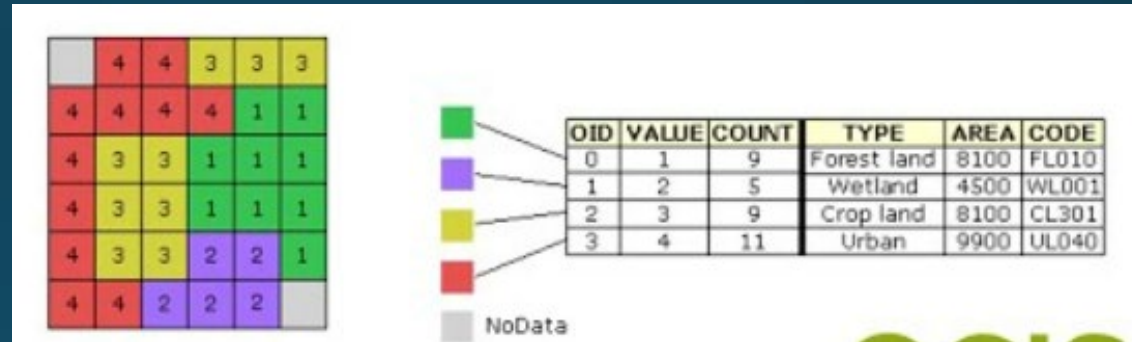 4 4 3 3 3
4 4 4 4 1 1
4 3 3 1 1 1
4 3 3 1 1 1
4 3 3 2 2 1
4 4 2 2 2
OID VALUE COUNT TYPE AREA CODE
0 1 9 Forest land 8100 FL010
1 2 5 Wetland 4500 WL001
2 3 9 Crop land 8100 CL301
3 4 11 Urban 9900 UL040
NoData